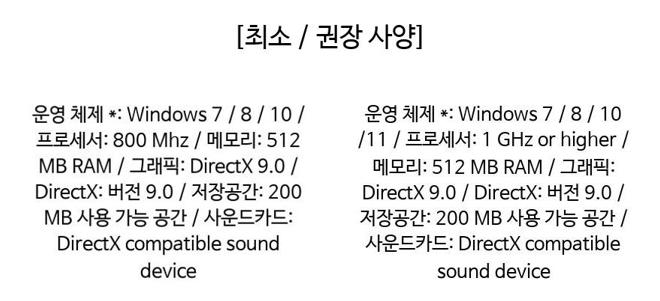 [최소 / 권장 사양]
운영 체제 *: Windows 7 / 8 / 10 /
프로세서: 800 Mhz / 메모리: 512
MB RAM / 그래픽: DirectX 9.0 /
DirectX: 버전 9.0 / 저장공간: 200
MB 사용 가능 공간 / 사운드카드:
DirectX compatible sound
device
운영 체제 *: Windows 7 / 8 / 10
/11 / 프로세서: 1 GHz or higher /
메모리: 512 MB RAM / 그래픽:
DirectX 9.0 / DirectX: 버전 9.0 /
저장공간: 200 MB 사용 가능 공간 /
사운드카드: DirectX compatible
sound device